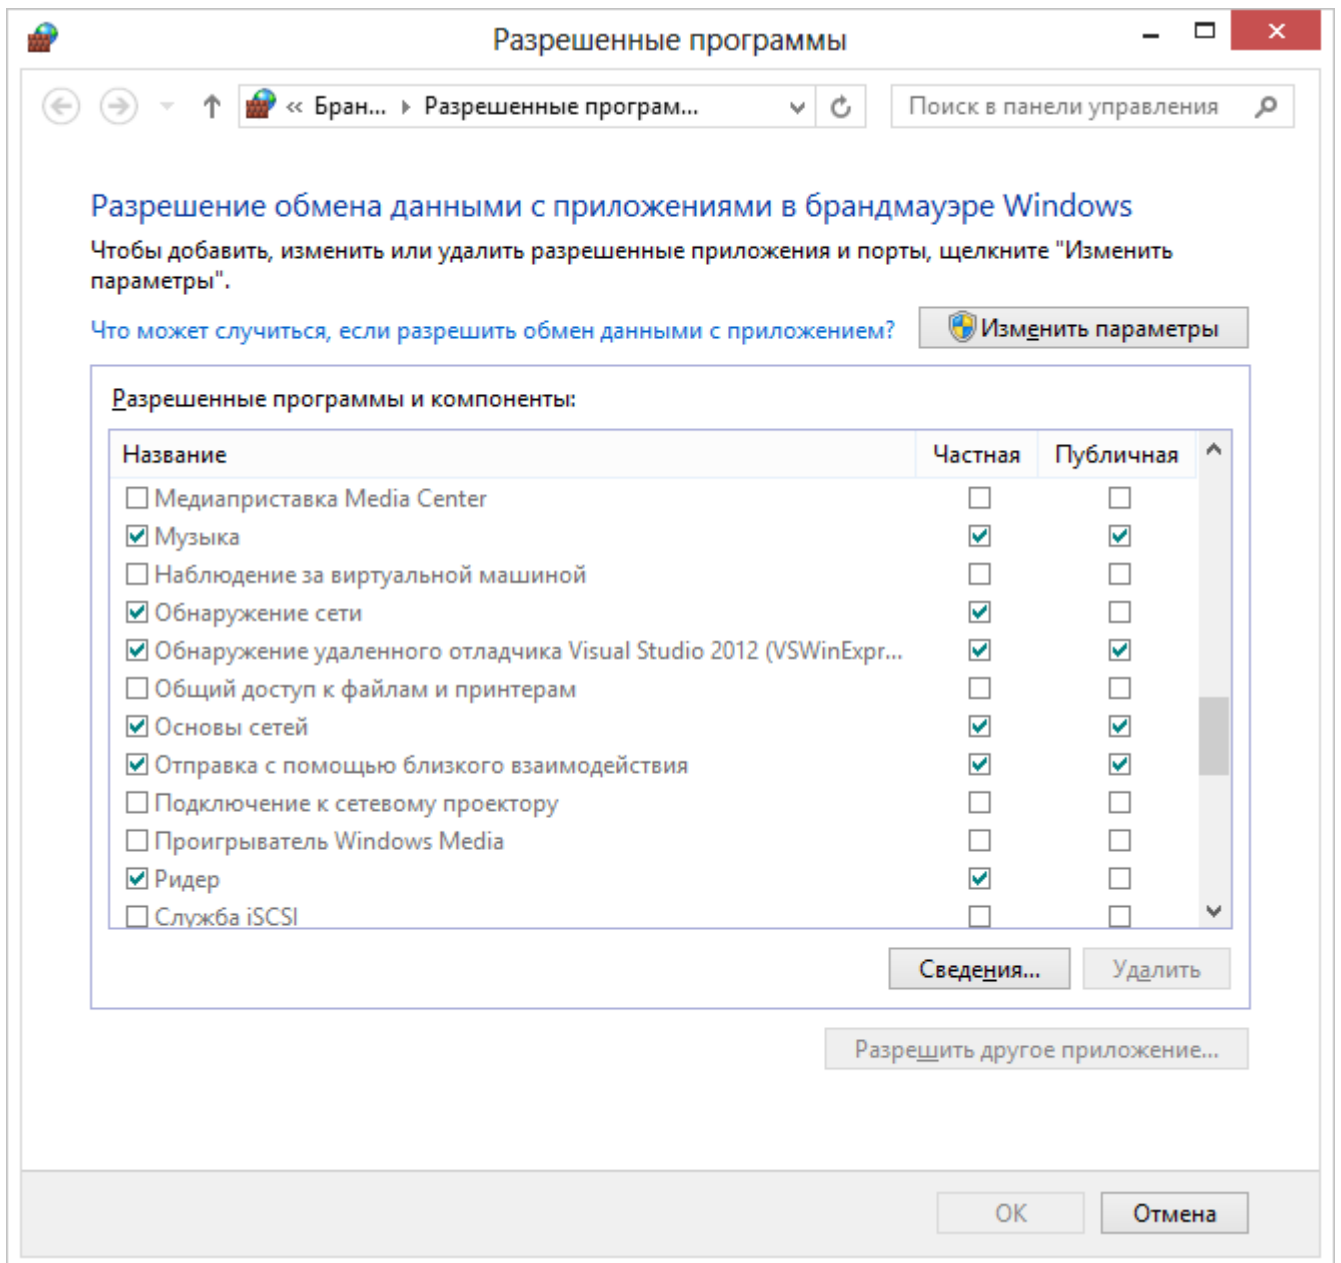 Разрешенные программы
« Бран... Разрешенные програм...
Поиск в панели управления
Разрешение обмена данными с приложениями в брандмауэре Windows
Чтобы добавить, изменить или удалить разрешенные приложения и порты, щелкните "Изменить
параметры".
Что может случиться, если разрешить обмен данными с приложением?
Изменить параметры
Разрешенные программы и компоненты:
Название Частная Публичная
Медиаприставка Media Center
Музыка
Наблюдение за виртуальной машиной
Обнаружение сети
Обнаружение удаленного отладчика Visual Studio 2012 (VSWinExpr...
Общий доступ к файлам и принтерам
Основы сетей
Отправка с помощью близкого взаимодействия
Подключение к сетевому проектору
Проигрыватель Windows Media
Ридер
Служба iSCSI
Сведения... Удалить
Разрешить другое приложение...
ОК Отмена